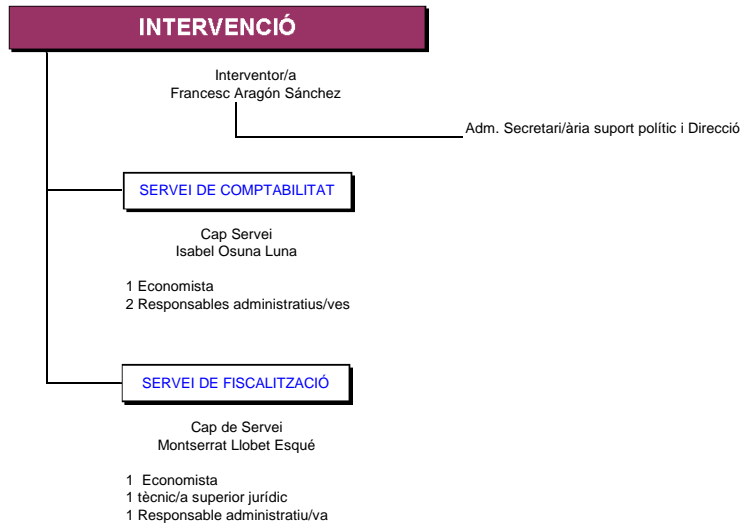 INTERVENCIÓ
Interventor/a
Francesc Aragón Sánchez
Adm. Secretari/ària suport polític i Direcció
SERVEI DE COMPTABILITAT
Cap Servei
Isabel Osuna Luna
1 Economista
2 Responsables administratius/ves
SERVEI DE FISCALITZACIÓ
Cap de Servei
Montserrat Llobet Esqué
1 Economista
1 tècnic/a superior jurídic
1 Responsable administratiu/va